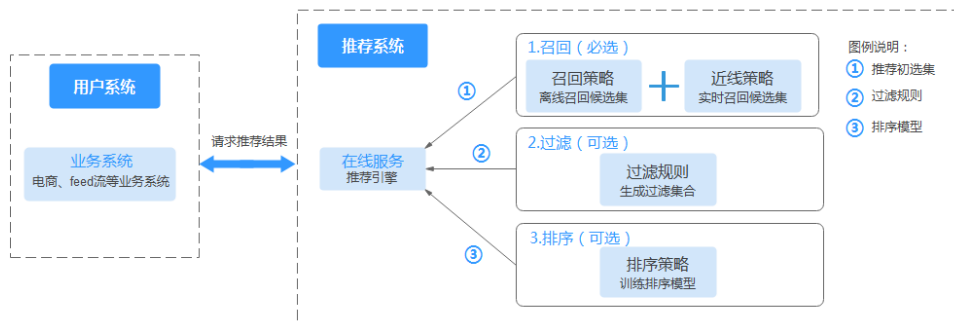 用户系统
业务系统
电商、feed流等业务系统
请求推荐结果
推荐系统
在线服务
推荐引擎
①
②
③
1.召回（必选）
召回策略
离线召回候选集
近线策略
实时召回候选集
2.过滤（可选）
过滤规则
生成过滤集合
3.排序（可选）
排序策略
训练排序模型
图例说明：
① 推荐初选集
② 过滤规则
③ 排序模型